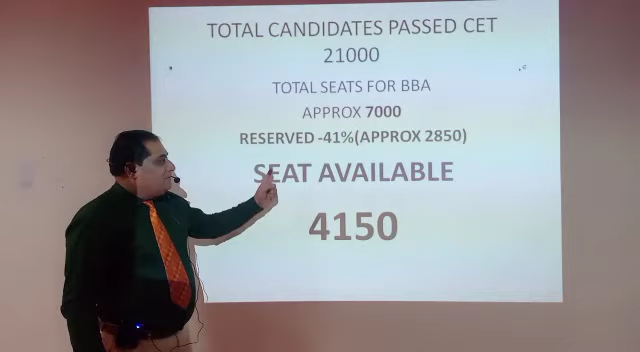 TOTAL CANDIDATES PASSED CET
21000
TOTAL SEATS FOR BBA
APPROX 7000
RESERVED -41%(APPROX 2850)
SEAT AVAILABLE
4150